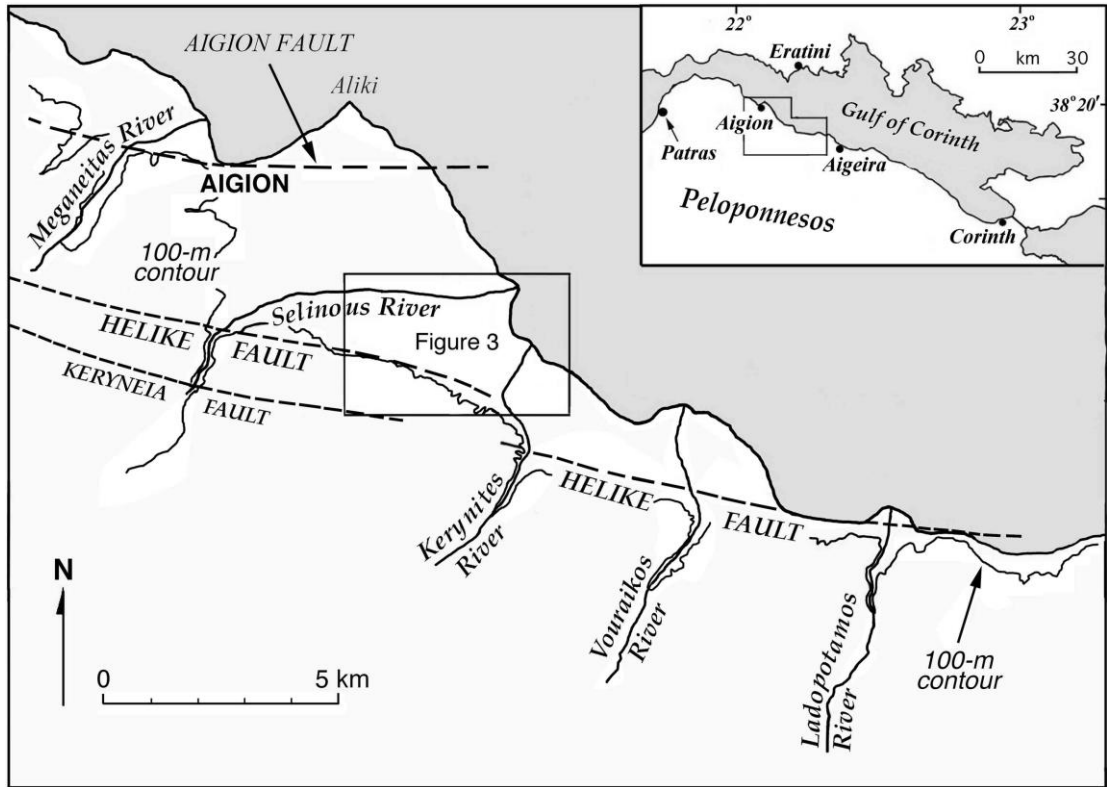 AIGION FAULT
Aliki
Meganeitas River
AIGION
100-m
contour
Selinous River
HELIKE FAULT
Figure 3
KERYNEIA FAULT
Kerynites
River
HELIKE FAULT
Vouraikos
River
Ladopotamos
River
100-m
contour
N
0 5 km
22° 23°
Eratini
0 km 30
38°20'
Gulf of Corinth
Aigion
Patras
Aigeira
Peloponnesos
Corinth